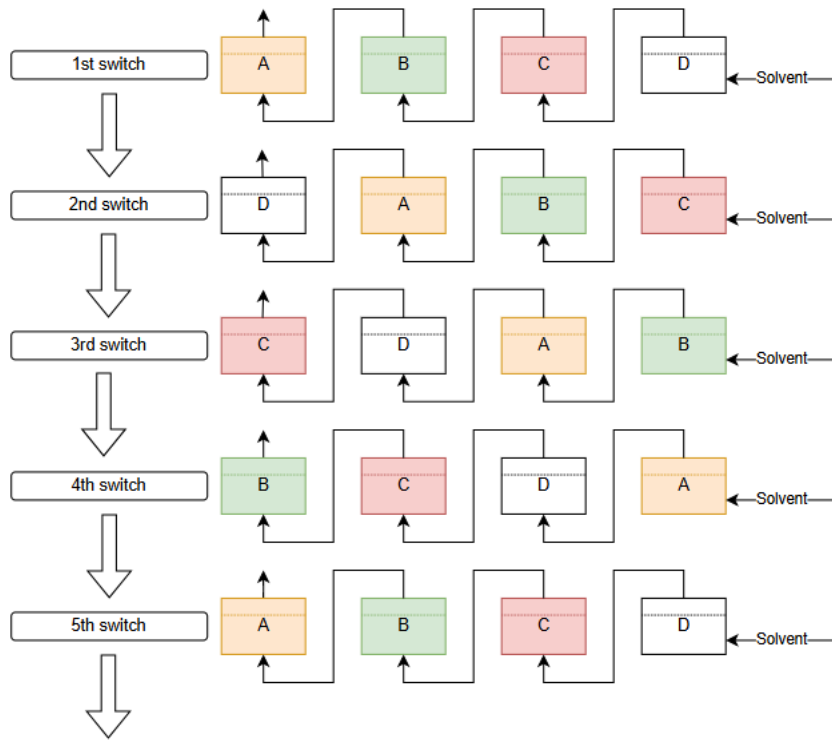 1st switch
A
B
C
D
Solvent
2nd switch
D
A
B
C
Solvent
3rd switch
C
D
A
B
Solvent
4th switch
B
C
D
A
Solvent
5th switch
A
B
C
D
Solvent